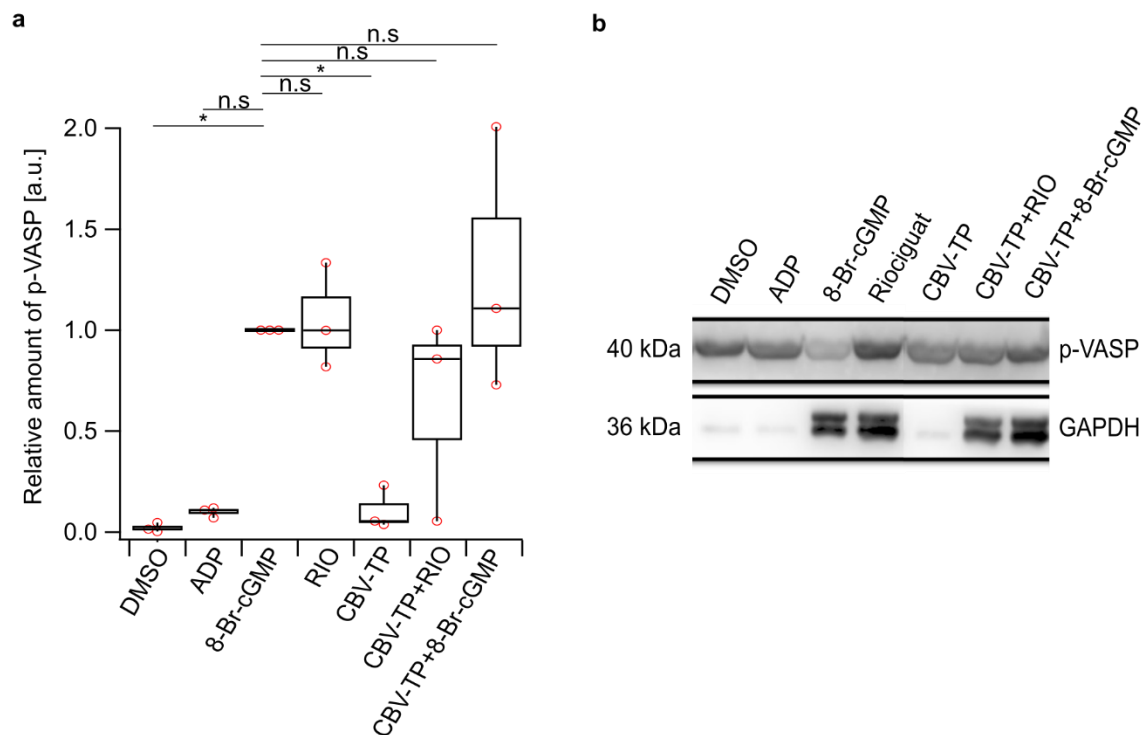 a
n.s
n.s
*
n.s
n.s
*
Relative amount of p-VASP [a.u.]
2.0
1.5
1.0
0.5
0.0
DMSO
ADP
8-Br-cGMP
RIO
CBV-TP
CBV-TP+RIO
CBV-TP+8-Br-cGMP
b
DMSO
ADP
8-Br-cGMP
Riociguat
CBV-TP
CBV-TP+RIO
CBV-TP+8-Br-cGMP
40 kDa
p-VASP
36 kDa
GAPDH